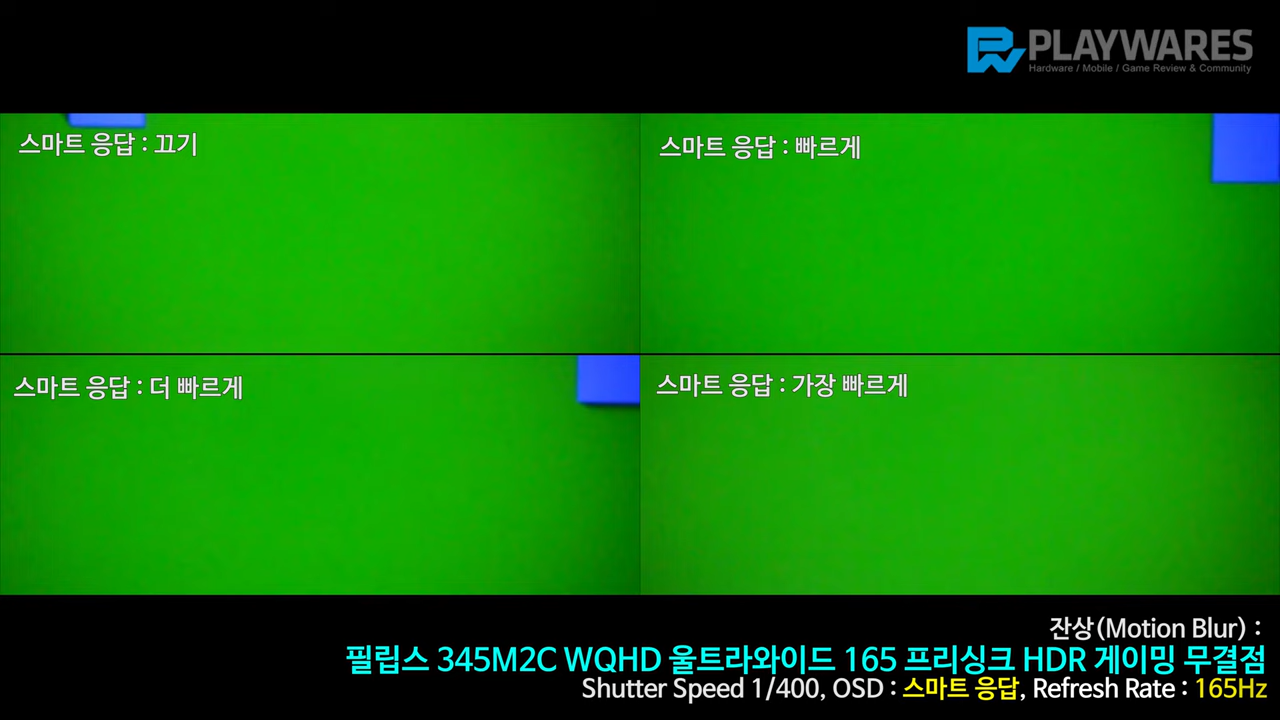 PLAYWARES
Hardware / Mobile / Game Review & Community
스마트 응답 : 끄기
스마트 응답 : 빠르게
스마트 응답 : 더 빠르게
스마트 응답 : 가장 빠르게
잔상(Motion Blur) :
필립스 345M2C WQHD 울트라와이드 165 프리싱크 HDR 게이밍 무결점
Shutter Speed 1/400, OSD : 스마트 응답, Refresh Rate : 165Hz